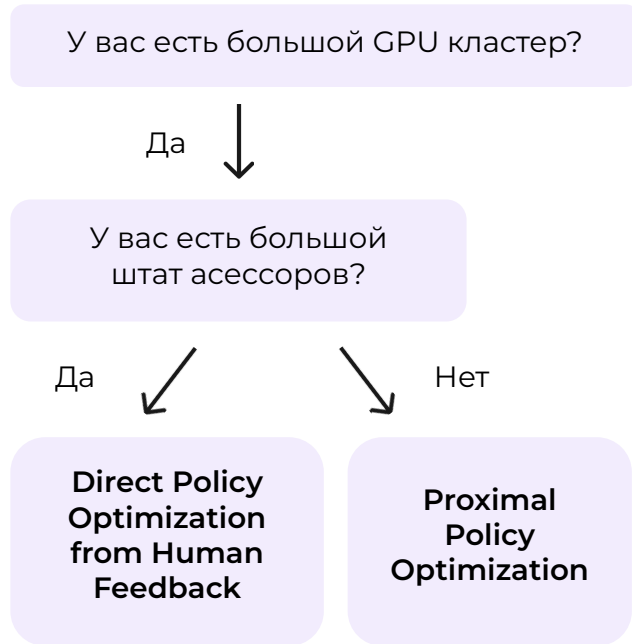 У вас есть большой GPU кластер?
Да
У вас есть большой
штат асессоров?
Да
Нет
Direct Policy
Optimization
from Human
Feedback
Proximal
Policy
Optimization